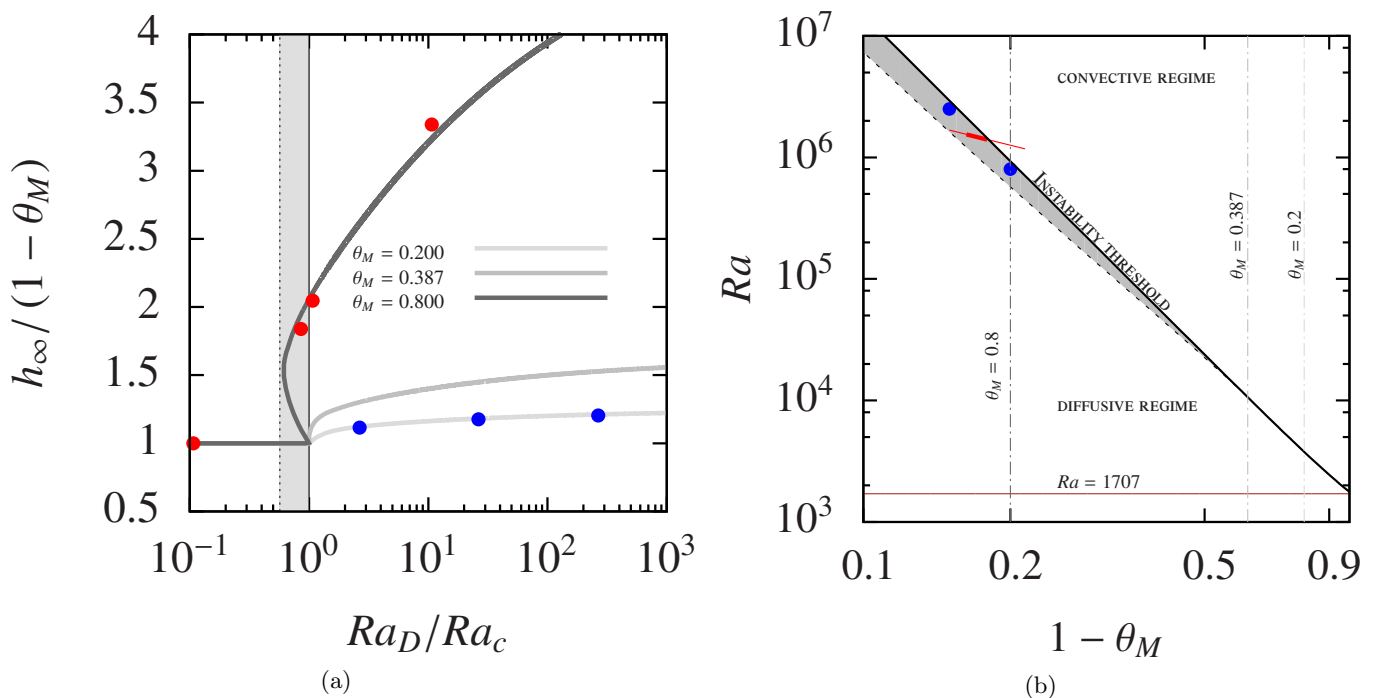 4
3.5
3
2.5
2
1.5
1
0.5
10⁻¹
10⁰
10¹
10²
10³
h∞/(1 − θM)
RaD/Rac
θM = 0.200
θM = 0.387
θM = 0.800
(a)
10⁷
10⁶
10⁵
10⁴
10³
0.1
0.2
0.5
0.9
Ra
1 − θM
CONVECTIVE REGIME
INSTABILITY THRESHOLD
θM = 0.8
θM = 0.387
θM = 0.2
DIFFUSIVE REGIME
Ra = 1707
(b)